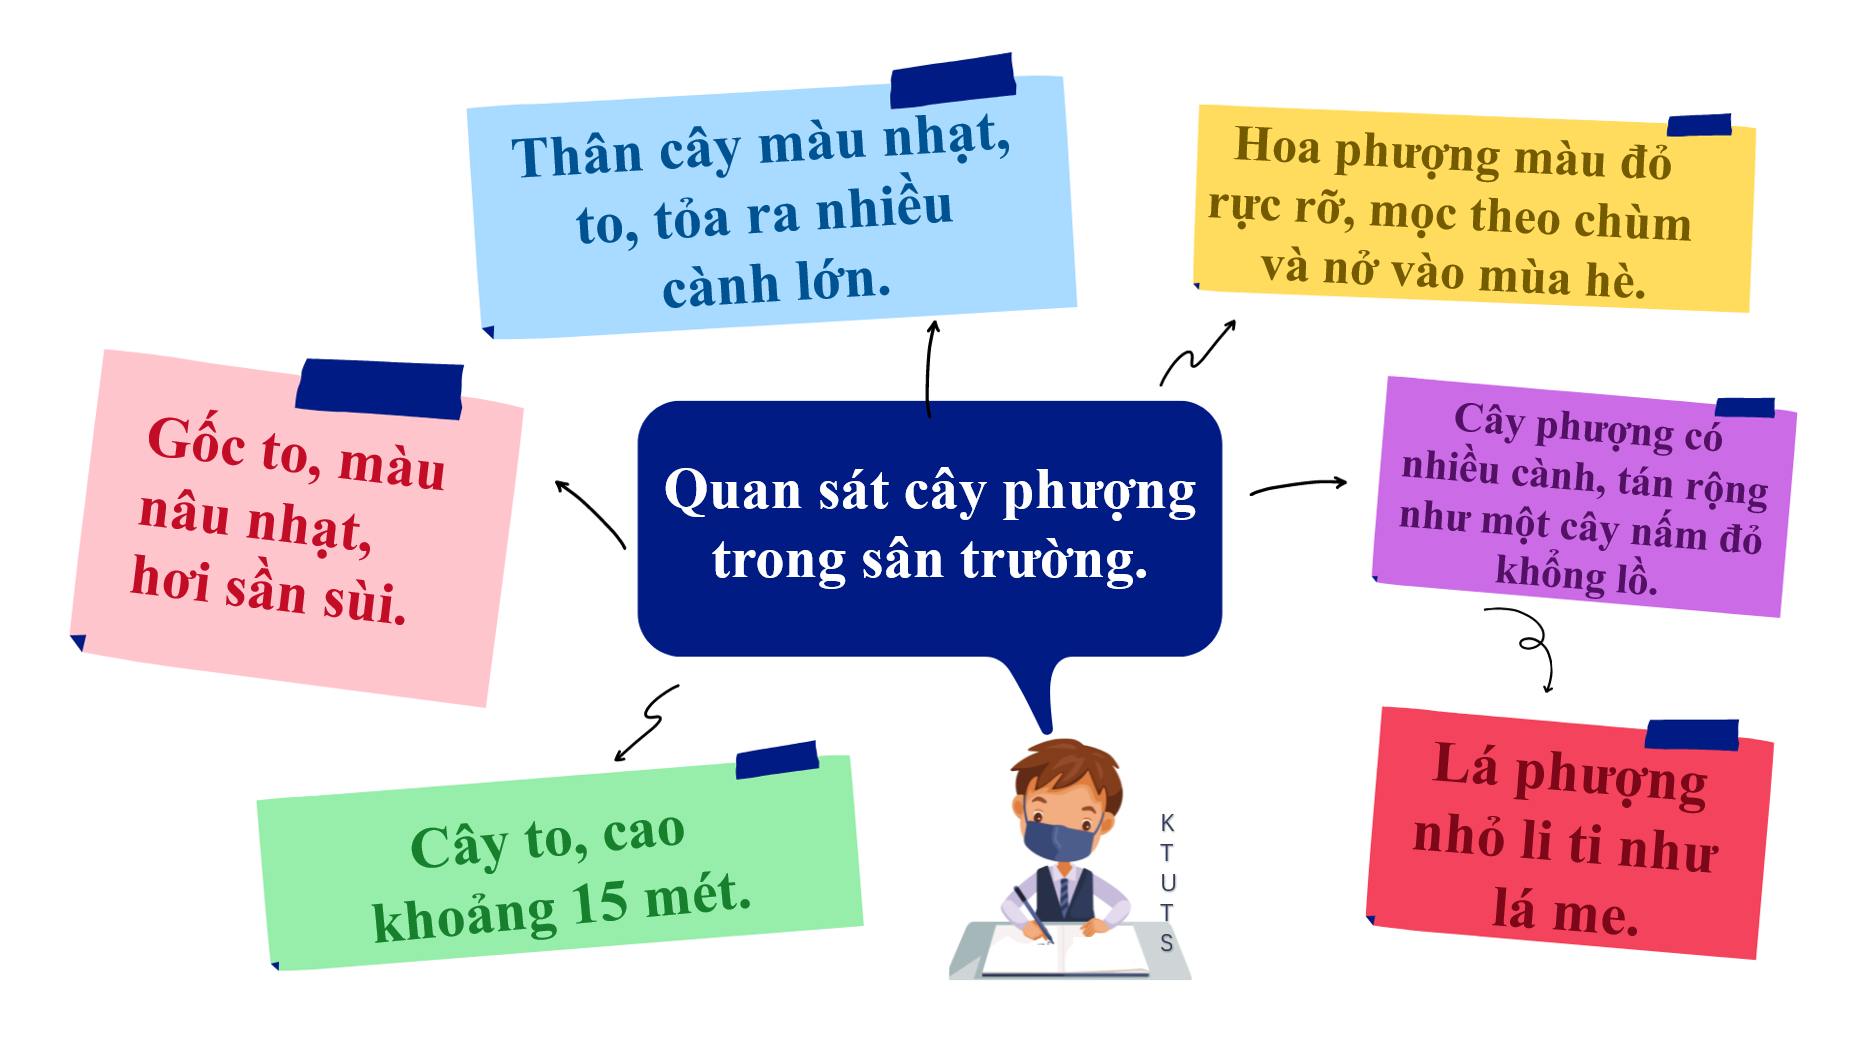 Thân cây màu nhạt,
to, tỏa ra nhiều
cành lớn.
Hoa phượng màu đỏ
rực rỡ, mọc theo chùm
và nở vào mùa hè.
Gốc to, màu
nâu nhạt,
hơi sần sùi.
Quan sát cây phượng
trong sân trường.
Cây phượng có
nhiều cành, tán rộng
như một cây nấm đỏ
khổng lồ.
Cây to, cao
khoảng 15 mét.
Lá phượng
nhỏ li ti như
lá me.
K
T
U
T
S